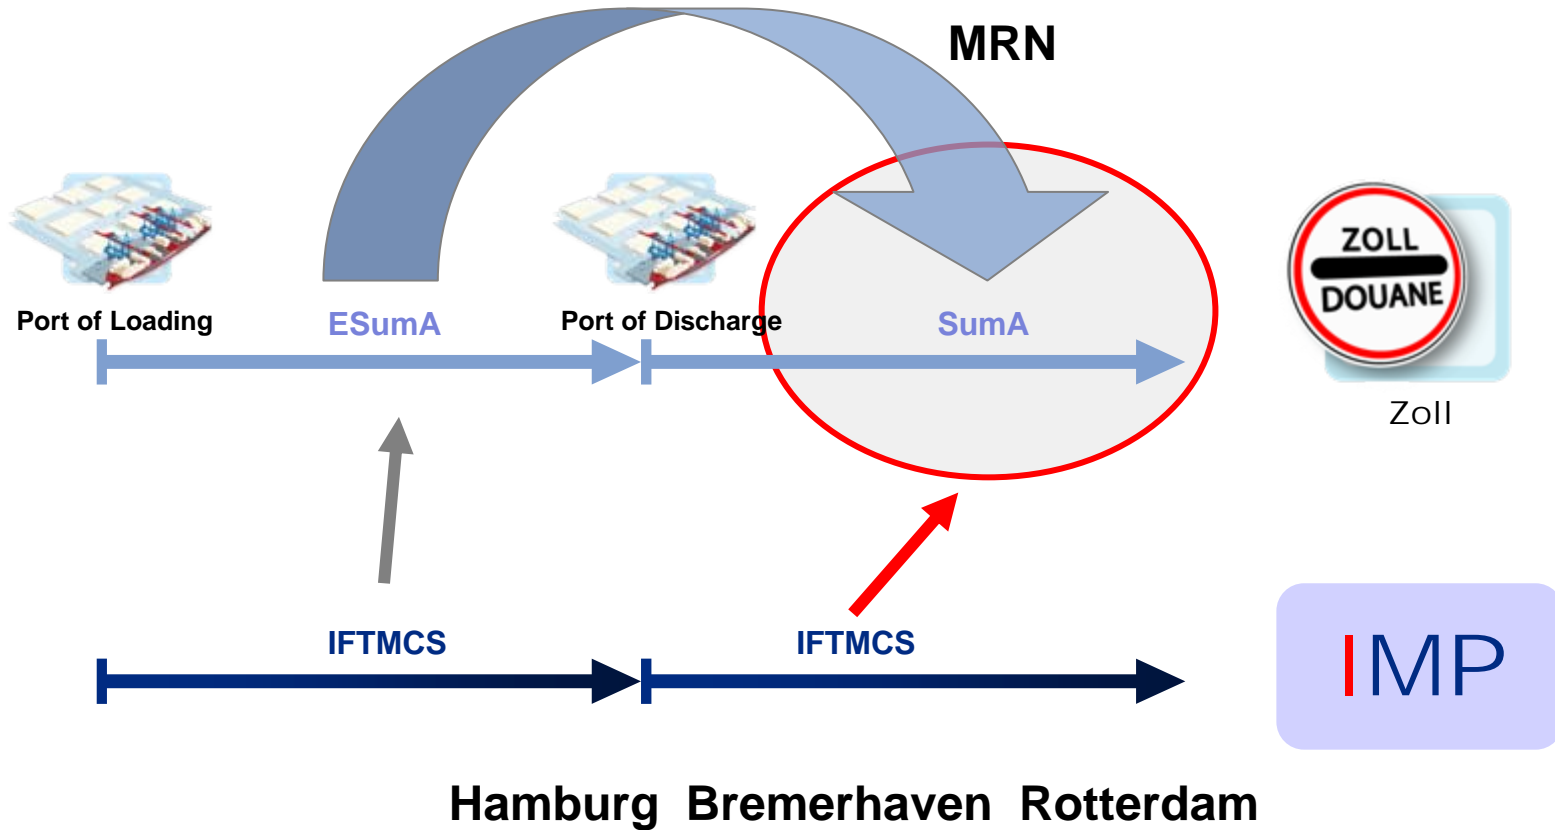 MRN
ZOLL
DOUANE
Port of Loading
ESumA
Port of Discharge
SumA
Zoll
IFTMCS
IFTMCS
IMP
Hamburg Bremerhaven Rotterdam